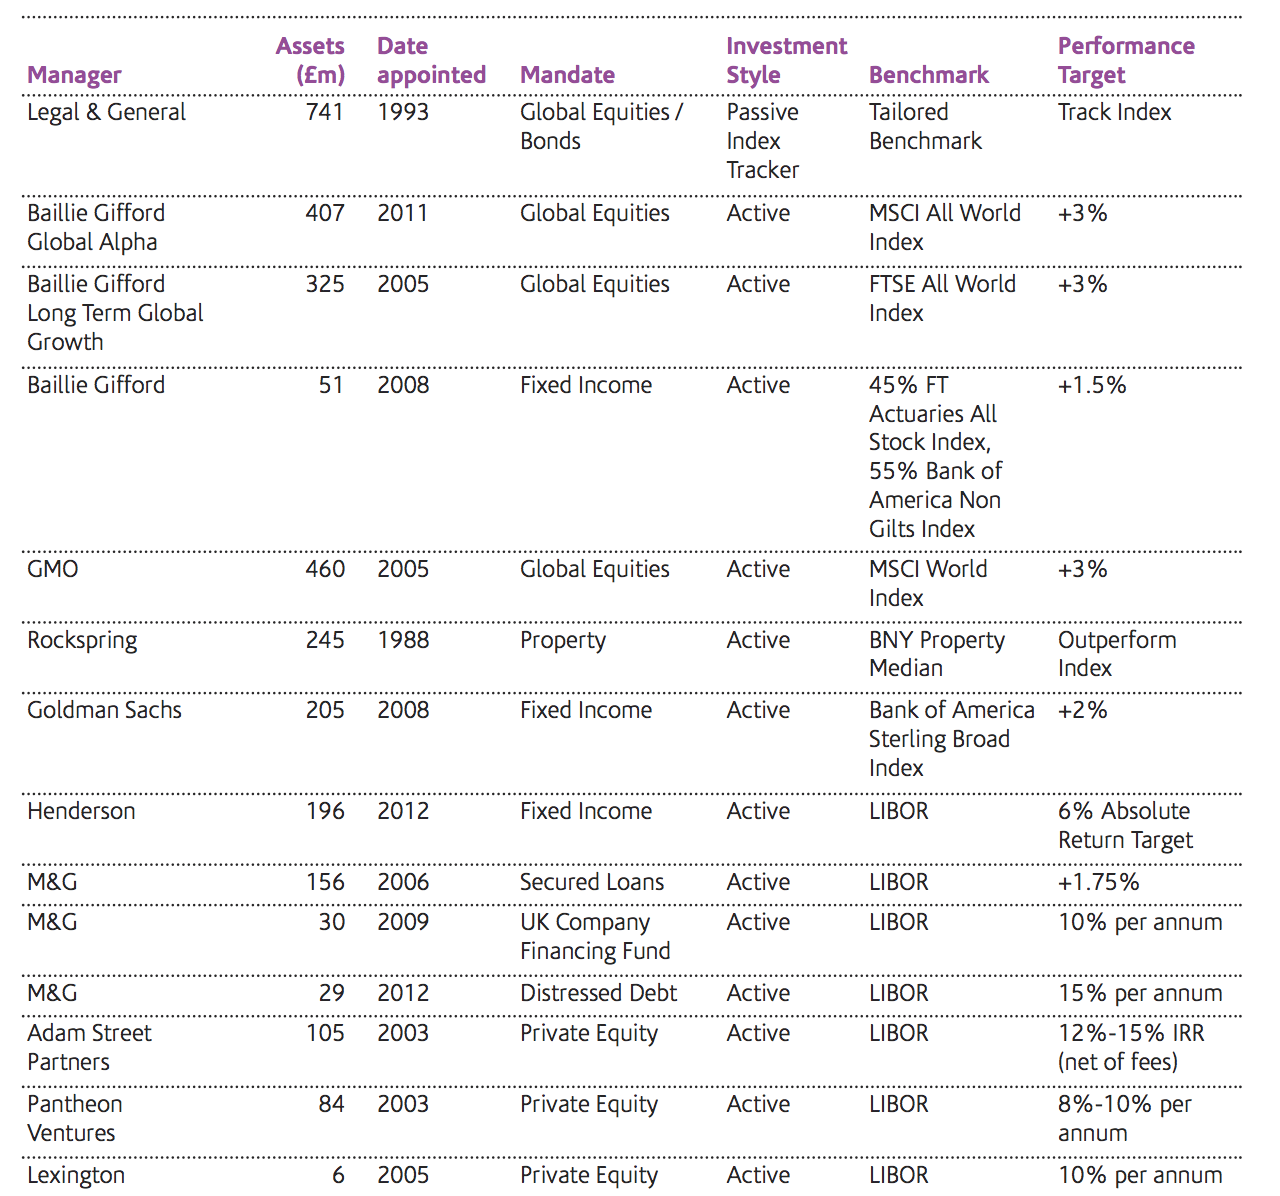 Manager Assets (£m) Date appointed Mandate Investment Style Benchmark Performance Target
Legal & General 741 1993 Global Equities / Passive Tailored Track Index
Bonds Index Benchmark
Tracker
Baillie Gifford 407 2011 Global Equities Active MSCI All World +3%
Global Alpha Index
Baillie Gifford 325 2005 Global Equities Active FTSE All World +3%
Long Term Global Index
Growth
Baillie Gifford 51 2008 Fixed Income Active 45% FT +1.5%
Actuaries All
Stock Index,
55% Bank of
America Non
Gilts Index
GMO 460 2005 Global Equities Active MSCI World +3%
Index
Rockspring 245 1988 Property Active BNY Property Outperform
Median Index
Goldman Sachs 205 2008 Fixed Income Active Bank of America +2%
Sterling Broad
Index
Henderson 196 2012 Fixed Income Active LIBOR 6% Absolute
Return Target
M&G 156 2006 Secured Loans Active LIBOR +1.75%
M&G 30 2009 UK Company Active LIBOR 10% per annum
Financing Fund
M&G 29 2012 Distressed Debt Active LIBOR 15% per annum
Adam Street 105 2003 Private Equity Active LIBOR 12%-15% IRR
Partners (net of fees)
Pantheon 84 2003 Private Equity Active LIBOR 8%-10% per
Ventures annum
Lexington 6 2005 Private Equity Active LIBOR 10% per annum